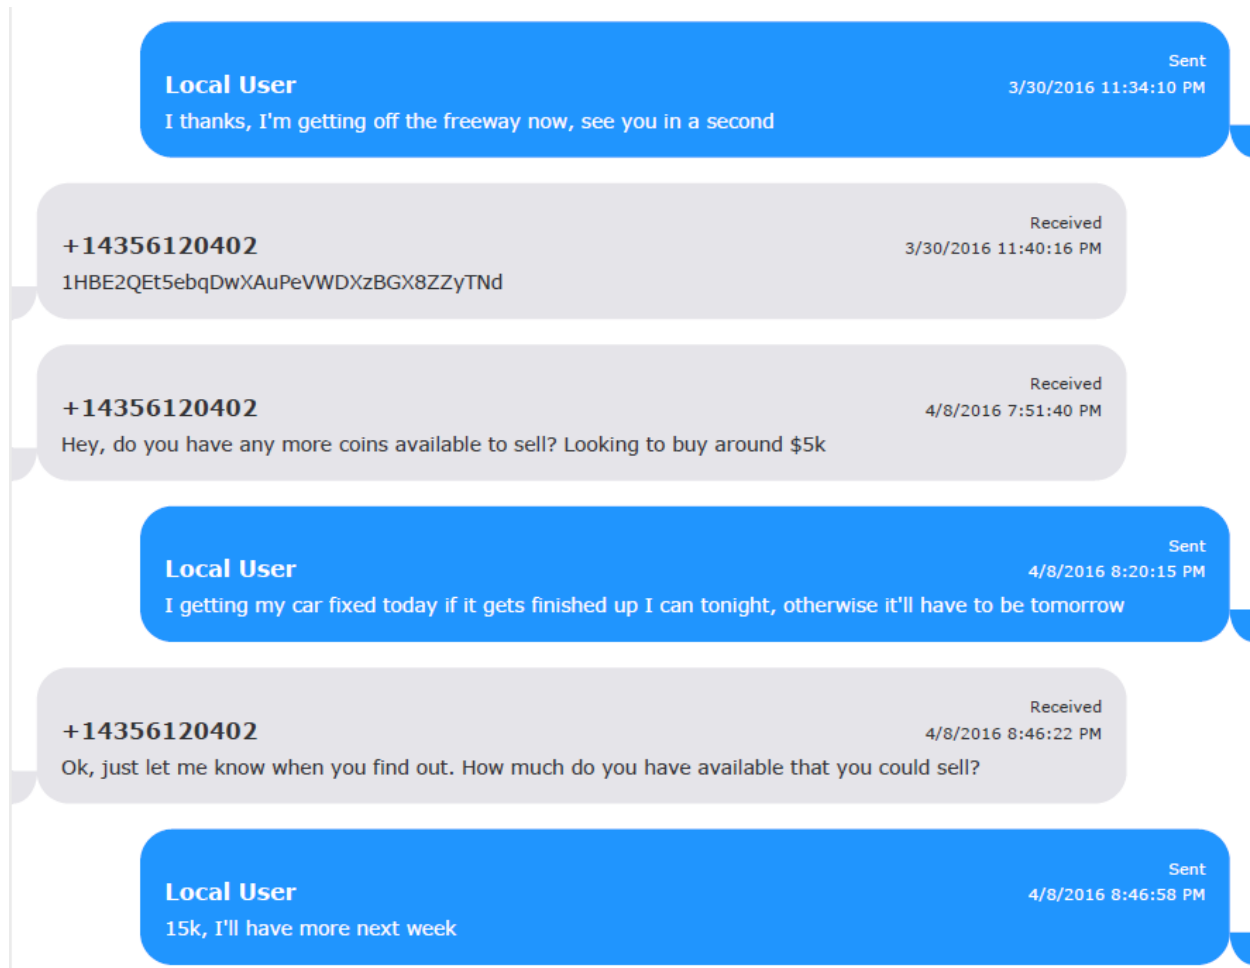 Sent
Local User
3/30/2016 11:34:10 PM
I thanks, I'm getting off the freeway now, see you in a second
Received
+14356120402
3/30/2016 11:40:16 PM
1HBE2QEt5ebqDwXAuPeVWDXzBGX8ZZyTNd
Received
+14356120402
4/8/2016 7:51:40 PM
Hey, do you have any more coins available to sell? Looking to buy around $5k
Sent
Local User
4/8/2016 8:20:15 PM
I getting my car fixed today if it gets finished up I can tonight, otherwise it'll have to be tomorrow
Received
+14356120402
4/8/2016 8:46:22 PM
Ok, just let me know when you find out. How much do you have available that you could sell?
Sent
Local User
4/8/2016 8:46:58 PM
15k, I'll have more next week